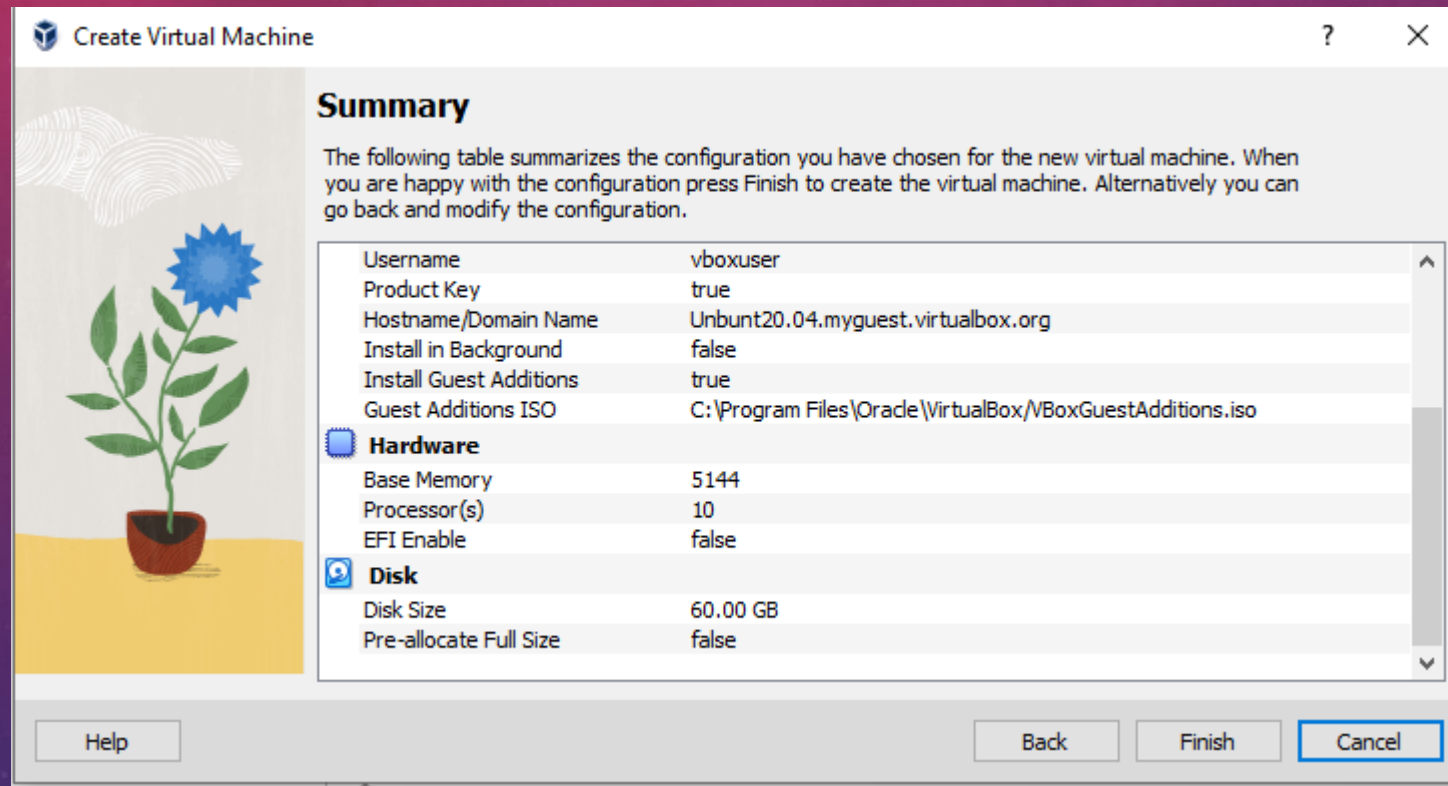 Create Virtual Machine
?
Summary
The following table summarizes the configuration you have chosen for the new virtual machine. When
you are happy with the configuration press Finish to create the virtual machine. Alternatively you can
go back and modify the configuration.
Username vboxuser
Product Key true
Hostname/Domain Name Unbunt20.04.myguest.virtualbox.org
Install in Background false
Install Guest Additions true
Guest Additions ISO C:\Program Files\Oracle\VirtualBox/VBoxGuestAdditions.iso
Hardware
Base Memory 5144
Processor(s) 10
EFI Enable false
Disk
Disk Size 60.00 GB
Pre-allocate Full Size false
Help Back Finish Cancel